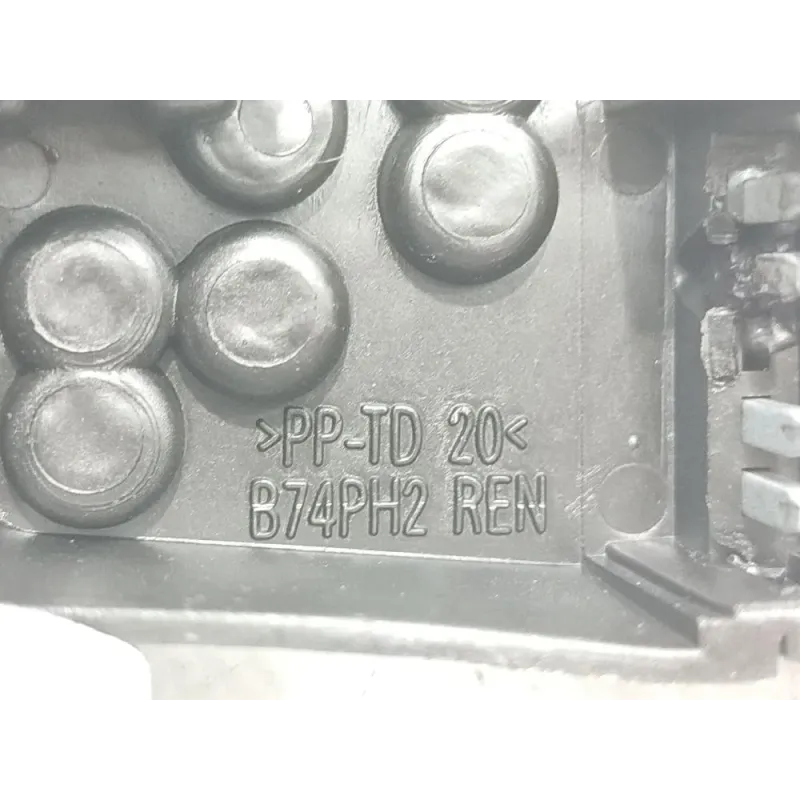 >PP-TD 20<
B74PH2 REN